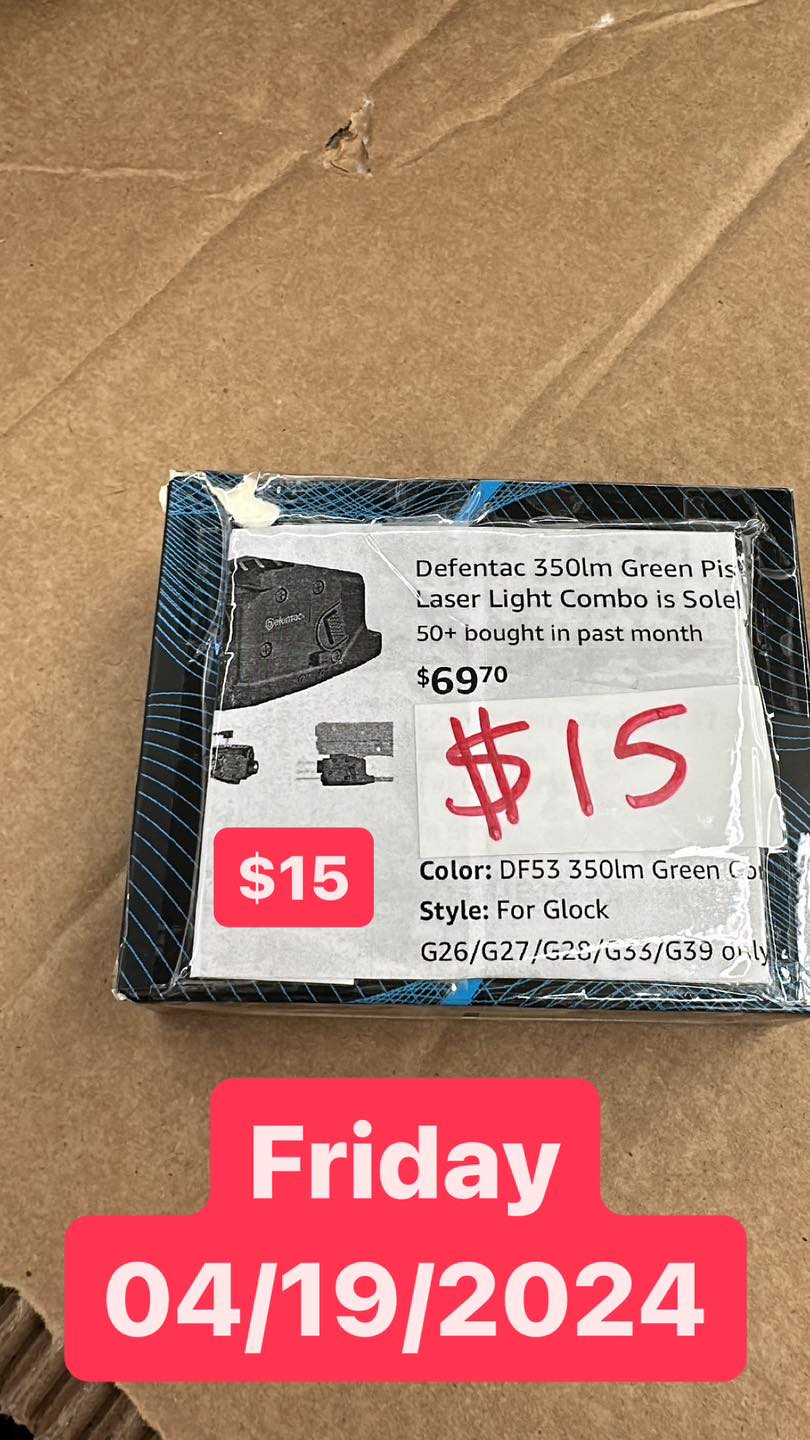 Defentac 350lm Green Pis
Laser Light Combo is Solel
50+ bought in past month
$6970
$15
Defentac
$15
Color: DF53 350lm Green Co
Style: For Glock
G26/G27/G28/G33/G39 only
Friday
04/19/2024